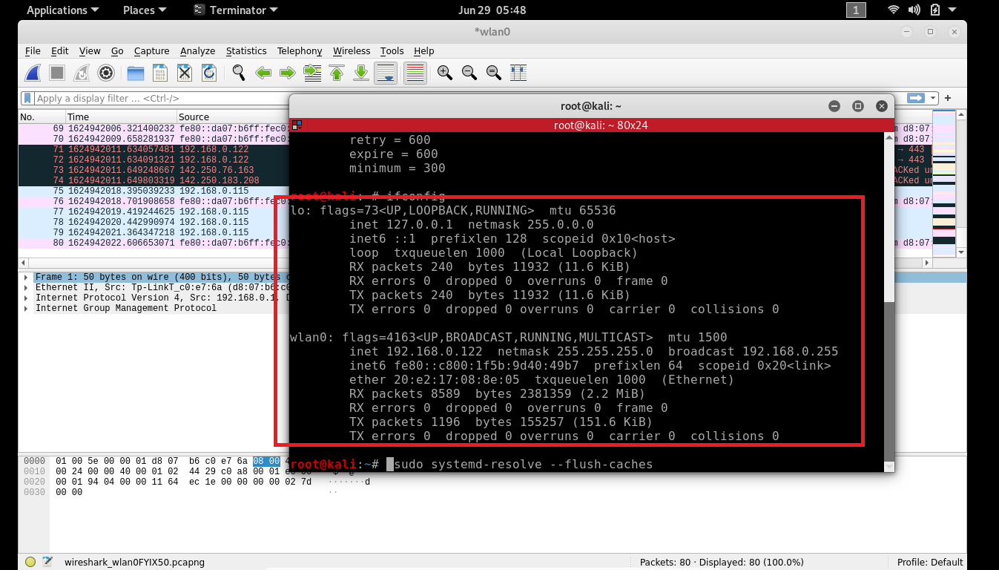 Applications Places Terminator Jun 29 05:48 1
*wlan0
File Edit View Go Capture Analyze Statistics Telephony Wireless Tools Help
Apply a display filter … <Ctrl-/>
No. Time Source
69 1624942006.321400232 fe80::da07:b6ff:fec0:
70 1624942009.658281937 fe80::da07:b6ff:fec0:
71 1624942011.634057481 192.168.0.122
72 1624942011.634091321 192.168.0.122
73 1624942011.649248667 142.250.76.163
74 1624942011.649803319 142.250.183.208
75 1624942018.395039233 192.168.0.115
76 1624942018.701908658 fe80::da07:b6ff:fec0:
77 1624942019.419244625 192.168.0.115
78 1624942020.442990974 192.168.0.115
79 1624942021.364347218 192.168.0.115
80 1624942022.606653071 fe80::da07:b6ff:fec0:
m d8:07:
m d8:07:
→ 443
→ 443
ACKed un
ACKed un
m d8:07:
m d8:07:
Frame 1: 50 bytes on wire (400 bits), 50 bytes
Ethernet II, Src: Tp-LinkT_c0:e7:6a (d8:07:b6:c0
Internet Protocol Version 4, Src: 192.168.0.1,
Internet Group Management Protocol
root@kali: ~
root@kali: ~ 80x24
retry = 600
expire = 600
minimum = 300
root@kali:~# ifconfig
lo: flags=73<UP,LOOPBACK,RUNNING> mtu 65536
inet 127.0.0.1 netmask 255.0.0.0
inet6 ::1 prefixlen 128 scopeid 0x10<host>
loop txqueuelen 1000 (Local Loopback)
RX packets 240 bytes 11932 (11.6 KiB)
RX errors 0 dropped 0 overruns 0 frame 0
TX packets 240 bytes 11932 (11.6 KiB)
TX errors 0 dropped 0 overruns 0 carrier 0 collisions 0
wlan0: flags=4163<UP,BROADCAST,RUNNING,MULTICAST> mtu 1500
inet 192.168.0.122 netmask 255.255.255.0 broadcast 192.168.0.255
inet6 fe80::c800:1f5b:9d40:49b7 prefixlen 64 scopeid 0x20<link>
ether 20:e2:17:08:8e:05 txqueuelen 1000 (Ethernet)
RX packets 8589 bytes 2381359 (2.2 MiB)
RX errors 0 dropped 0 overruns 0 frame 0
TX packets 1196 bytes 155257 (151.6 KiB)
TX errors 0 dropped 0 overruns 0 carrier 0 collisions 0
root@kali:~# sudo systemd-resolve --flush-caches
0000 01 00 5e 00 00 01 d8 07 b6 c0 e7 6a 08 00
0010 00 24 00 00 40 00 01 02 44 29 c0 a8 00 01
0020 00 01 94 04 00 00 11 64 ec 1e 00 00 00 00 02 7d ·······d
0030 00 00 ··
wireshark_wlan0FYIX50.pcapng Packets: 80 · Displayed: 80 (100.0%) Profile: Default